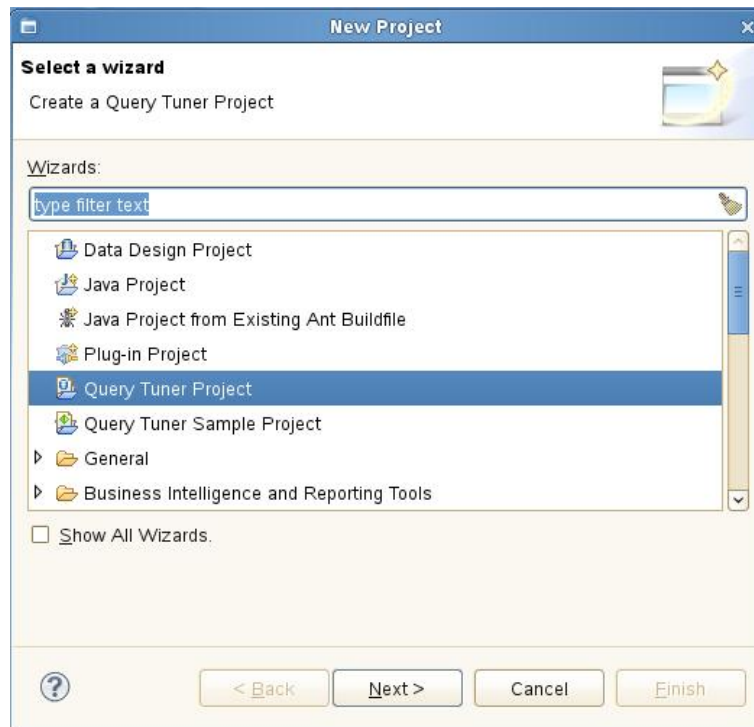 New Project
Select a wizard
Create a Query Tuner Project
Wizards:
type filter text
Data Design Project
Java Project
Java Project from Existing Ant Buildfile
Plug-in Project
Query Tuner Project
Query Tuner Sample Project
General
Business Intelligence and Reporting Tools
Show All Wizards.
? < Back Next > Cancel Finish